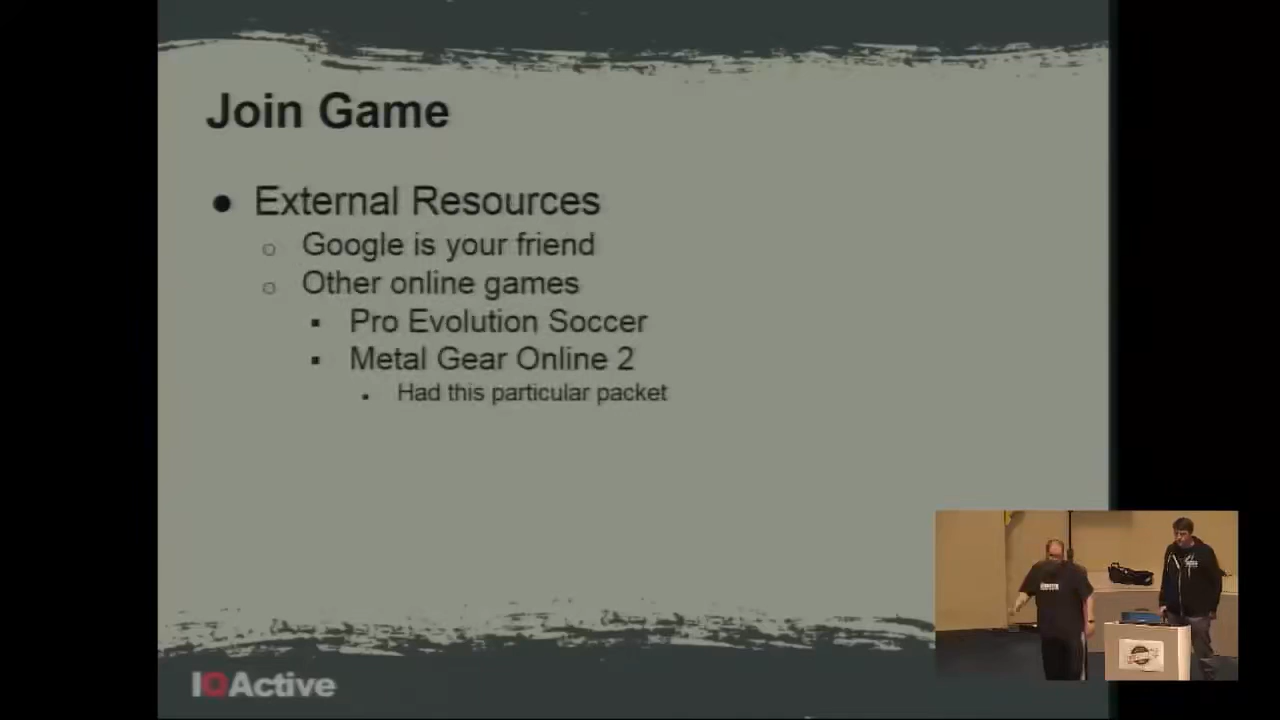 Join Game
External Resources
Google is your friend
Other online games
Pro Evolution Soccer
Metal Gear Online 2
Had this particular packet
IOActive